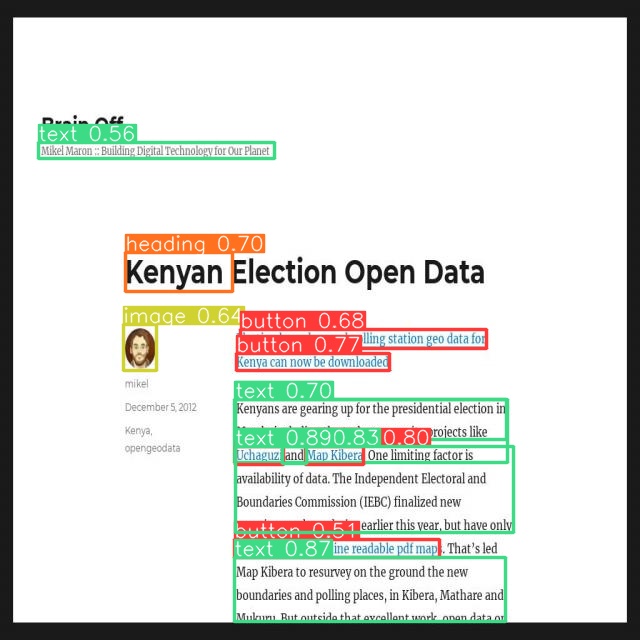 Brain Off
text 0.56
Mikel Maron :: Building Digital Technology for Our Planet
heading 0.70
Kenyan Election Open Data
image 0.64
button 0.68
lling station geo data for
button 0.77
Kenya can now be downloaded
mikel
December 5, 2012
Kenya,
opengeodata
text 0.70
Kenyans are gearing up for the presidential election in
projects like
text 0.89 0.83 0.80
Uchaguzi and Map Kibera. One limiting factor is
availability of data. The Independent Electoral and
Boundaries Commission (IEBC) finalized new
earlier this year, but have only
button 0.51
text 0.87
ine readable pdf maps. That's led
Map Kibera to resurvey on the ground the new
boundaries and polling places, in Kibera, Mathare and
Mukuru. But outside that excellent work, open data on